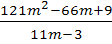 121m² − 66m + 9
11m − 3